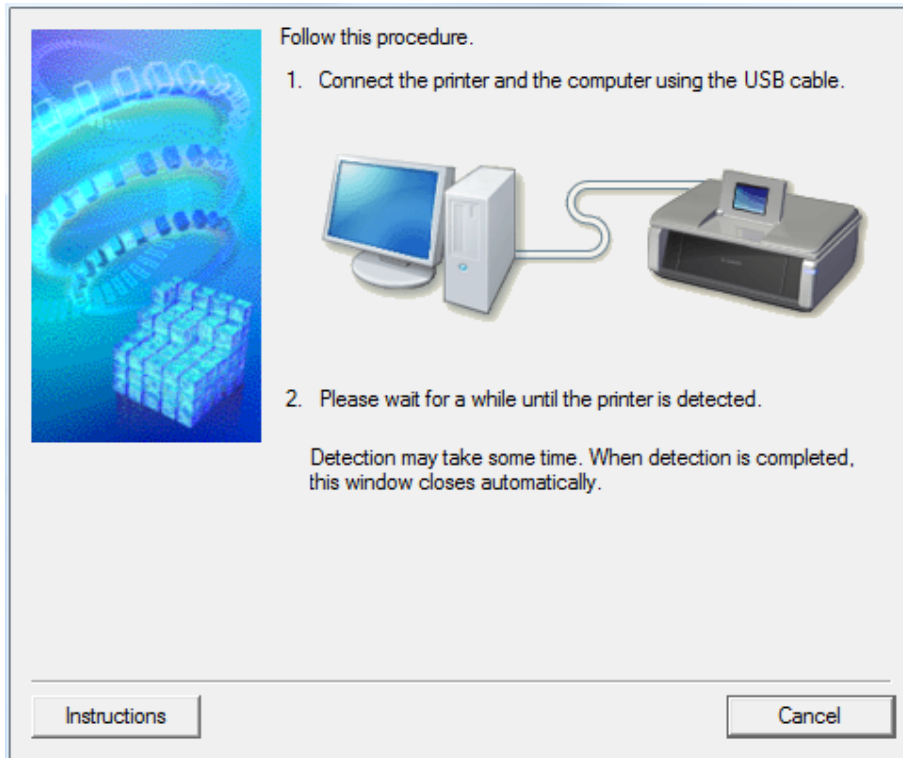 Follow this procedure.
1. Connect the printer and the computer using the USB cable.
2. Please wait for a while until the printer is detected.
Detection may take some time. When detection is completed,
this window closes automatically.
Instructions
Cancel